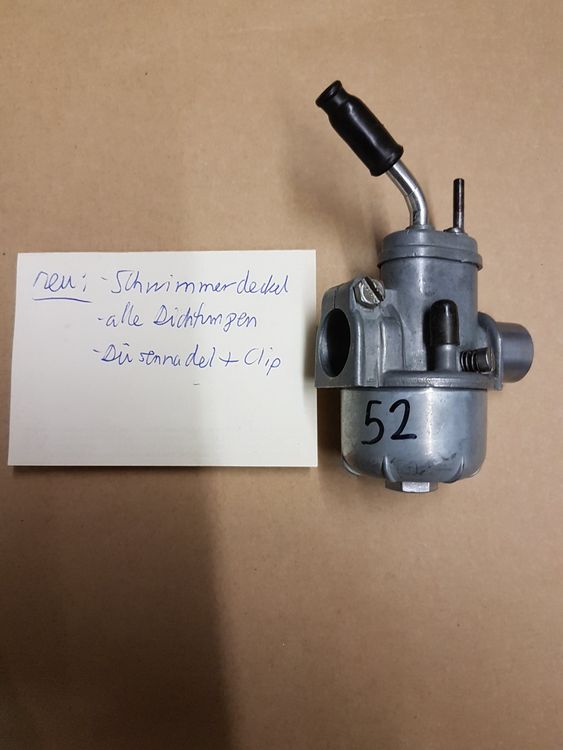 neu: - Schwimmerdeckel
- alle Dichtungen
- Düsennadel + Clip
52